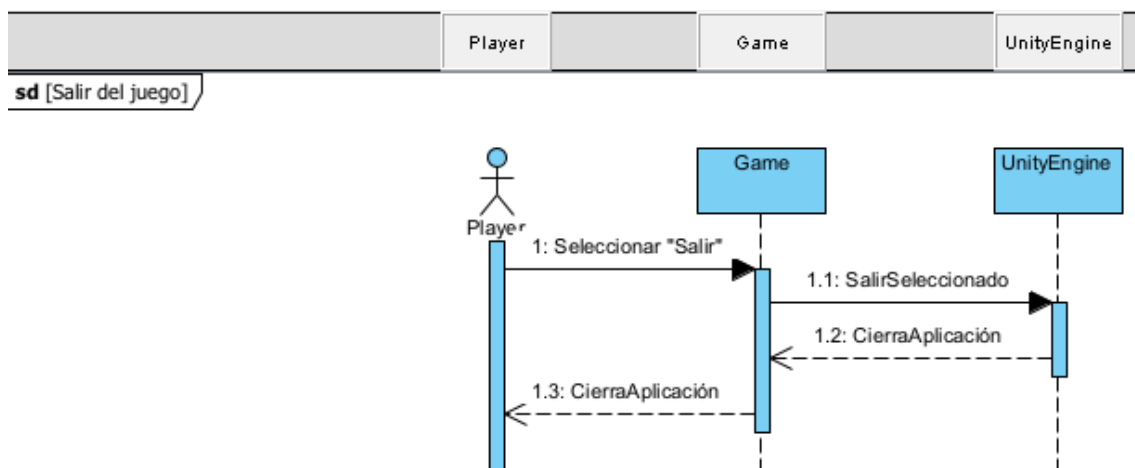 Player Game UnityEngine
sd [Salir del juego]
Game UnityEngine
Player
1: Seleccionar "Salir"
1.1: SalirSeleccionado
1.2: CierraAplicación
1.3: CierraAplicación